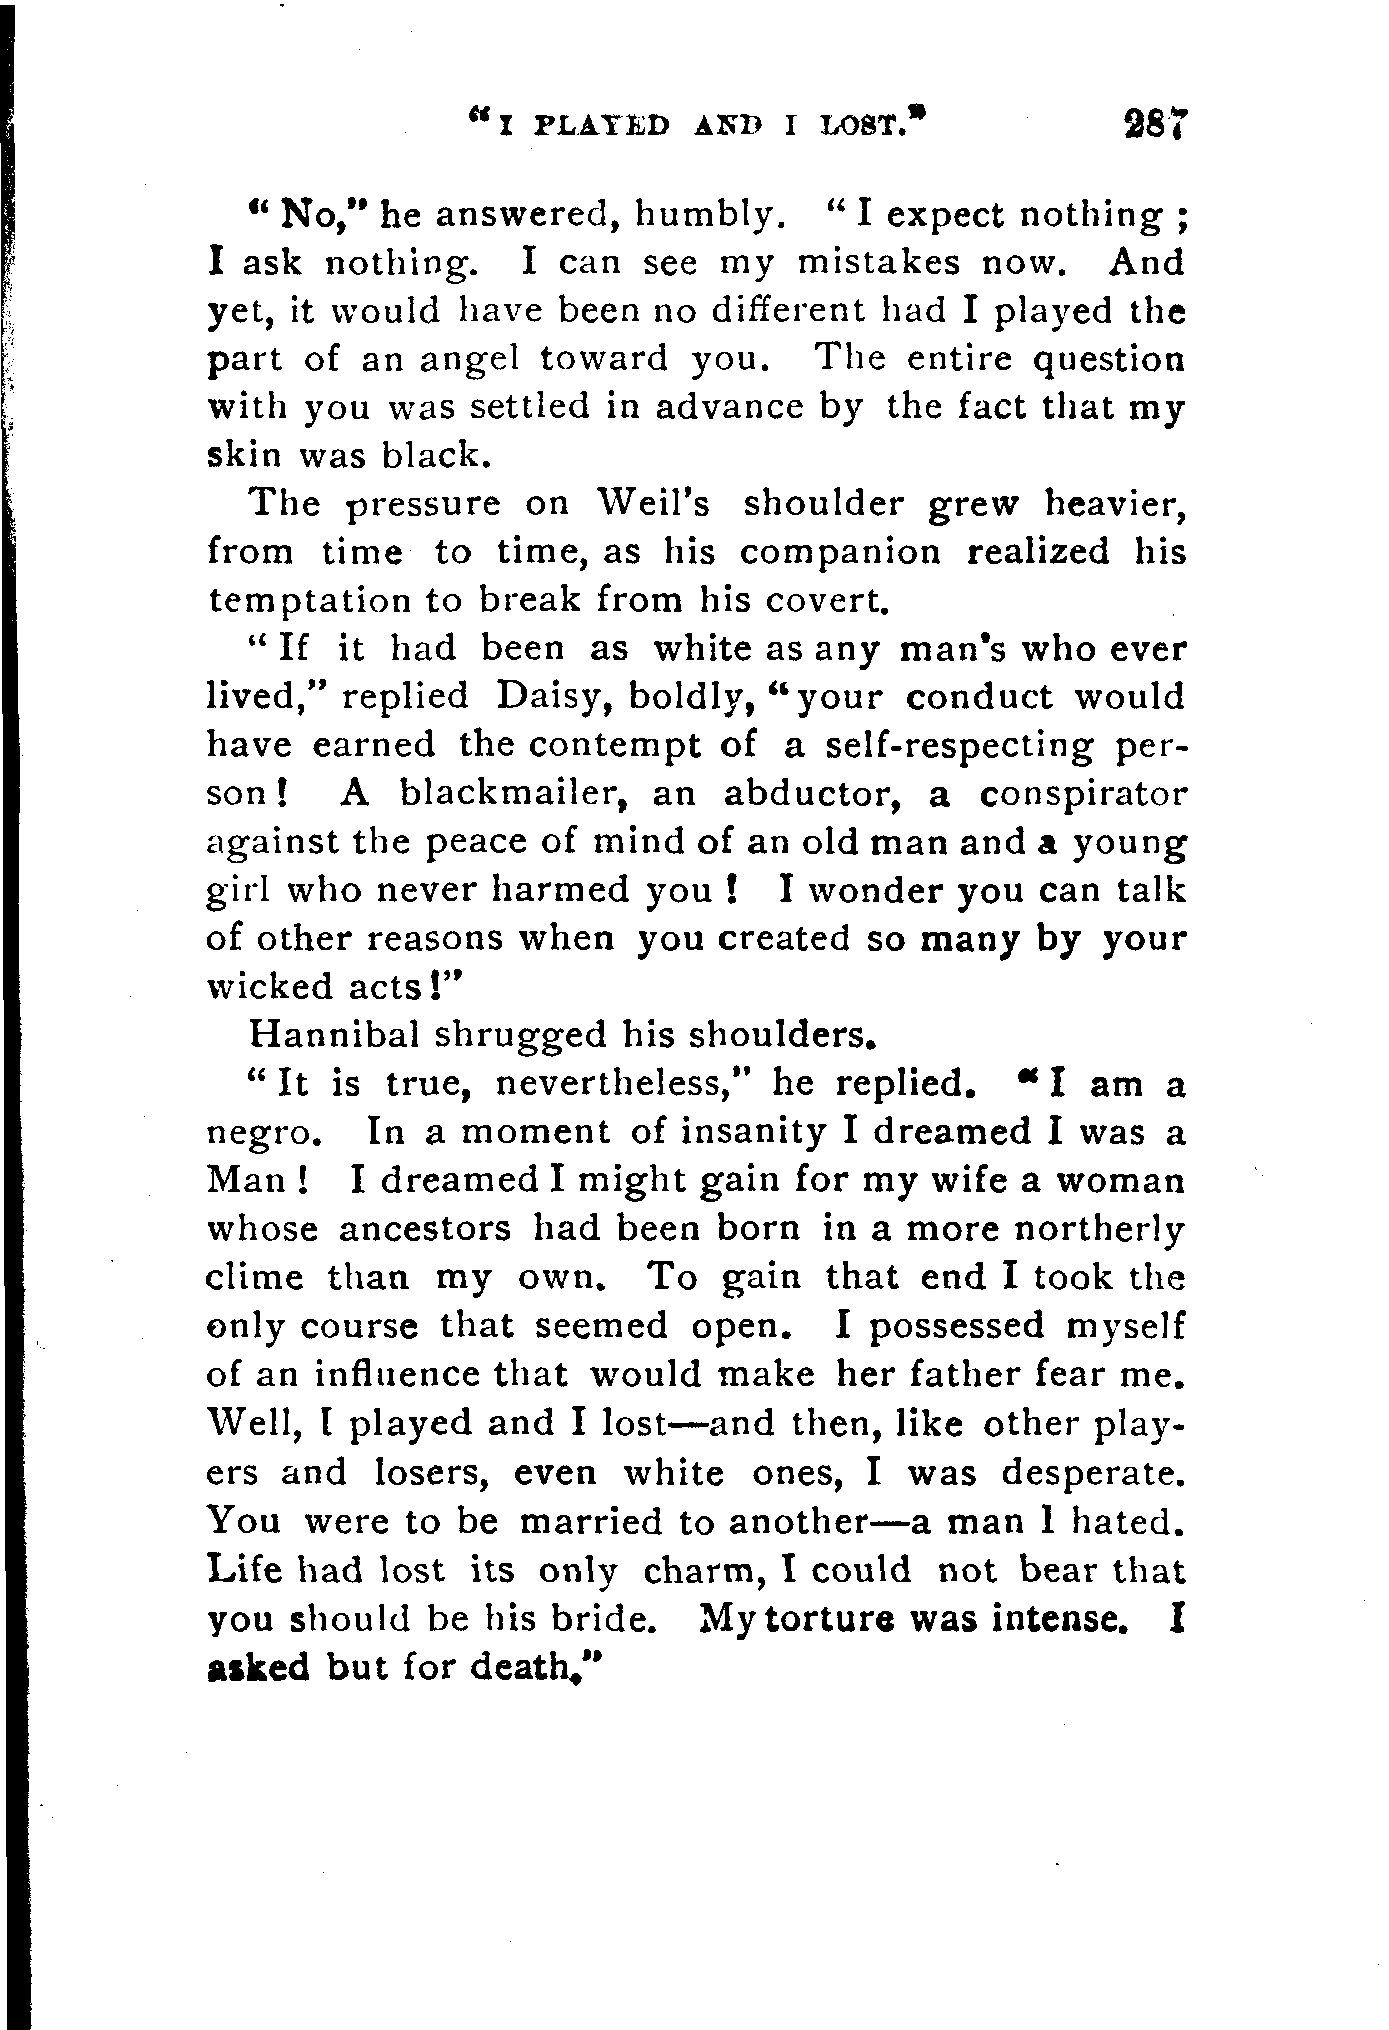 "I PLAYED AND I LOST." 287
"No," he answered, humbly. "I expect nothing ;
I ask nothing. I can see my mistakes now. And
yet, it would have been no different had I played the
part of an angel toward you. The entire question
with you was settled in advance by the fact that my
skin was black.
The pressure on Weil's shoulder grew heavier,
from time to time, as his companion realized his
temptation to break from his covert.
"If it had been as white as any man's who ever
lived," replied Daisy, boldly, "your conduct would
have earned the contempt of a self-respecting per-
son! A blackmailer, an abductor, a conspirator
against the peace of mind of an old man and a young
girl who never harmed you ! I wonder you can talk
of other reasons when you created so many by your
wicked acts!"
Hannibal shrugged his shoulders.
"It is true, nevertheless," he replied. "I am a
negro. In a moment of insanity I dreamed I was a
Man ! I dreamed I might gain for my wife a woman
whose ancestors had been born in a more northerly
clime than my own. To gain that end I took the
only course that seemed open. I possessed myself
of an influence that would make her father fear me.
Well, I played and I lost—and then, like other play-
ers and losers, even white ones, I was desperate.
You were to be married to another—a man I hated.
Life had lost its only charm, I could not bear that
you should be his bride. My torture was intense. I
asked but for death."